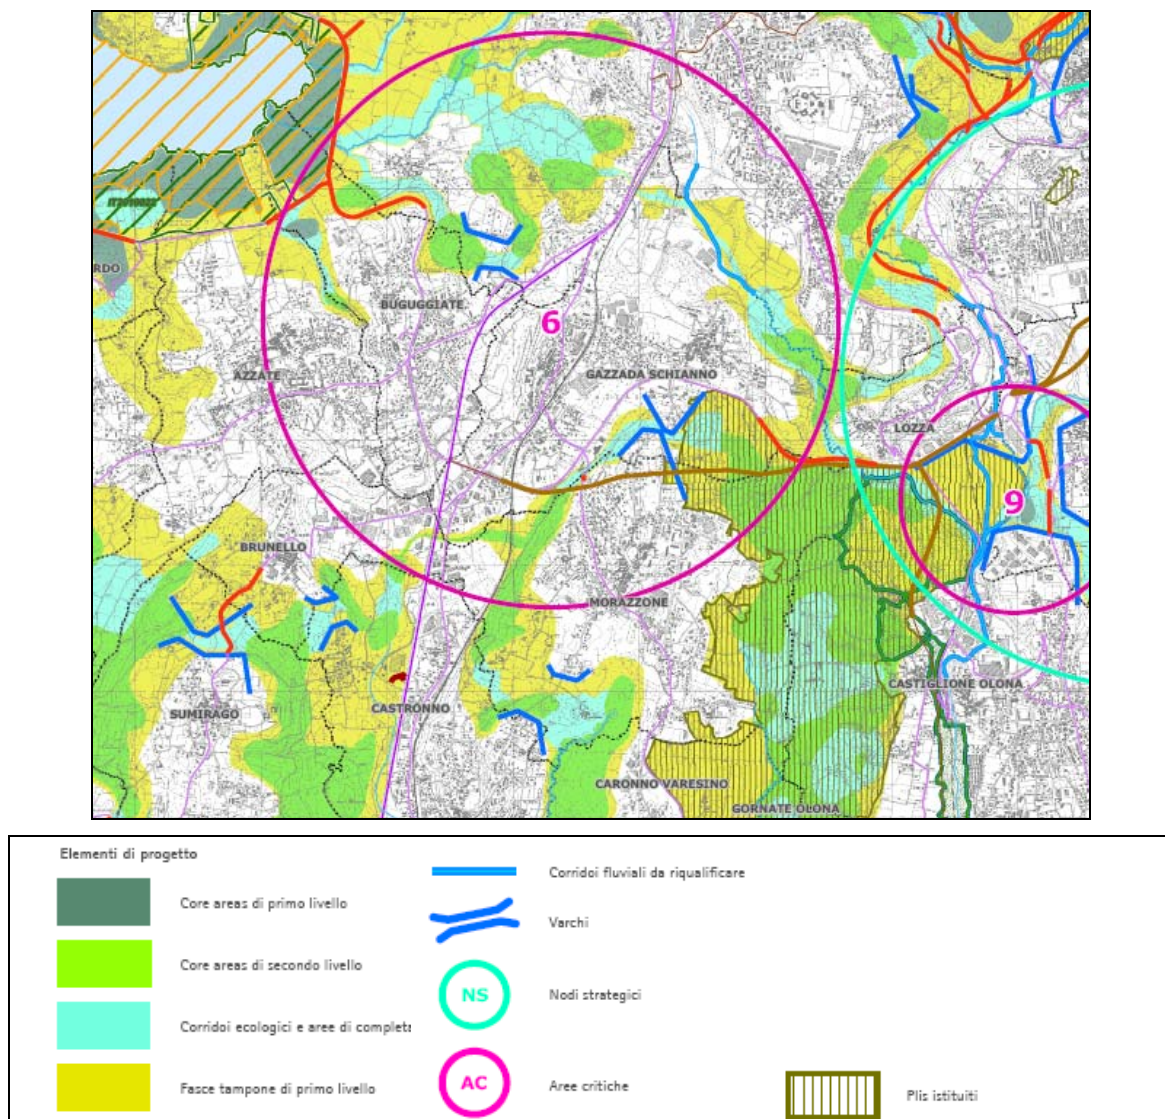 IT2010022
RDO
BUGUGGIATE
6
AZZATE
GAZZADA SCHIANNO
LOZZA
9
BRUNELLO
MORAZZONE
CASTIGLIONE OLONA
SUMIRAGO
CASTRONNO
CARONNO VARESINO
GORNATE OLONA
Elementi di progetto
Core areas di primo livello
Core areas di secondo livello
Corridoi ecologici e aree di completa
Fasce tampone di primo livello
Corridoi fluviali da riqualificare
Varchi
NS
Nodi strategici
AC
Aree critiche
Plis istituiti